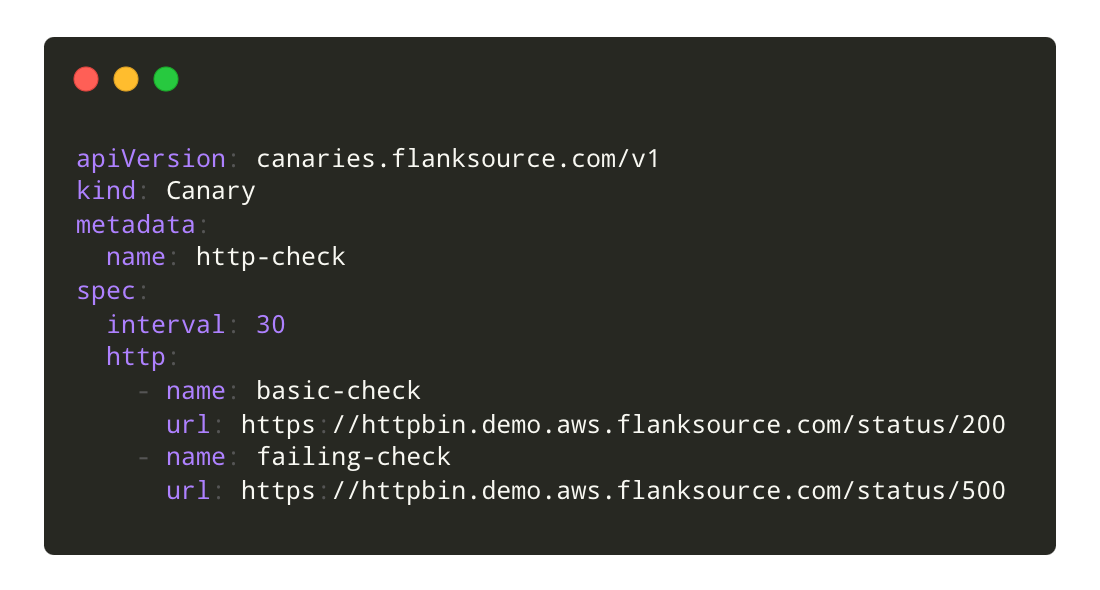 apiVersion: canaries.flanksource.com/v1
kind: Canary
metadata:
  name: http-check
spec:
  interval: 30
  http:
    - name: basic-check
      url: https://httpbin.demo.aws.flanksource.com/status/200
    - name: failing-check
      url: https://httpbin.demo.aws.flanksource.com/status/500